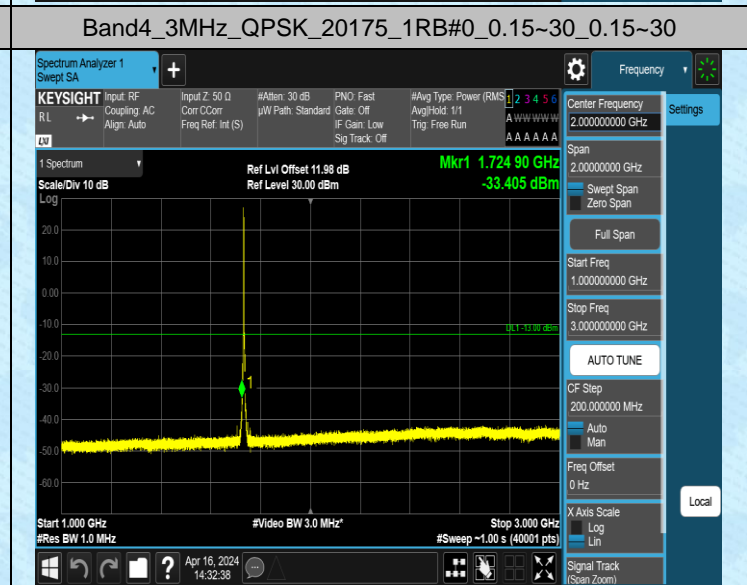 Band4_3MHz_QPSK_20175_1RB#0_0.15~30_0.15~30
Spectrum Analyzer 1
Swept SA
+
Frequency
KEYSIGHT
RL
LXI
Input: RF
Coupling: AC
Align: Auto
Input Z: 50 Ω
Corr CCorr
Freq Ref: Int (S)
#Atten: 30 dB
µW Path: Standard
PNO: Fast
Gate: Off
IF Gain: Low
Sig Track: Off
#Avg Type: Power (RMS
Avg|Hold: 1/1
Trig: Free Run
1 2 3 4 5 6
A W W W W W
A A A A A A
Center Frequency
2.000000000 GHz
Settings
Span
2.00000000 GHz
Swept Span
Zero Span
Full Span
Start Freq
1.000000000 GHz
Stop Freq
3.000000000 GHz
AUTO TUNE
CF Step
200.000000 MHz
Auto
Man
Freq Offset
0 Hz
X Axis Scale
Log
Lin
Local
Signal Track
(Span Zoom)
1 Spectrum
Scale/Div 10 dB
Ref Lvl Offset 11.98 dB
Ref Level 30.00 dBm
Mkr1 1.724 90 GHz
-33.405 dBm
Log
20.0
10.0
0.00
-10.0
DL1 -13.00 dBm
-20.0
-30.0
1
-40.0
-50.0
-60.0
Start 1.000 GHz
#Video BW 3.0 MHz*
Stop 3.000 GHz
#Res BW 1.0 MHz
#Sweep ~1.00 s (40001 pts)
?
Apr 16, 2024
14:32:38